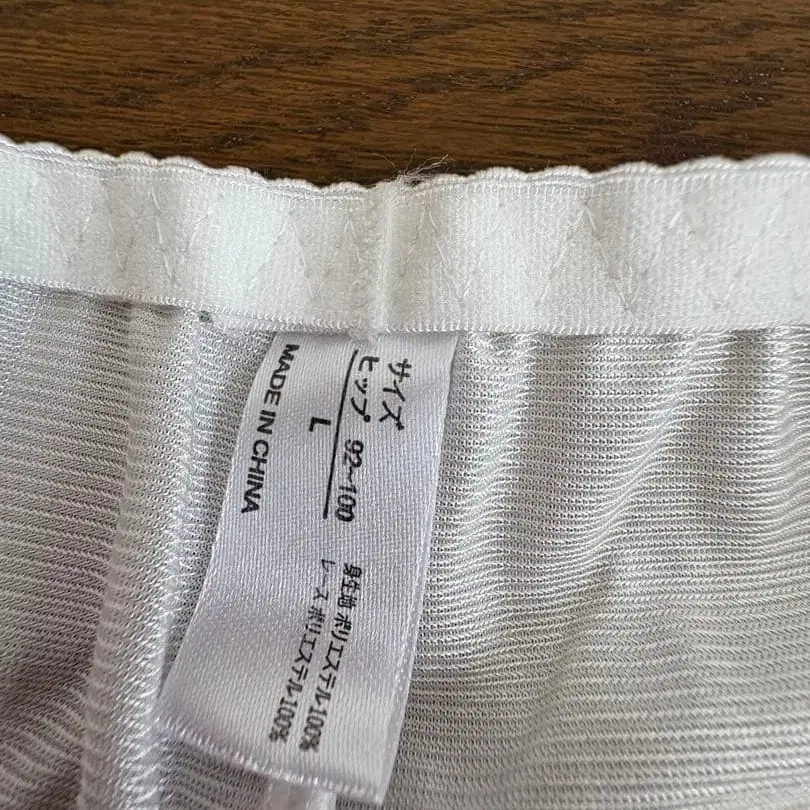 サイズ
ヒップ 92~100
L
MADE IN CHINA
身生地 ポリエステル100%
レース ポリエステル100%